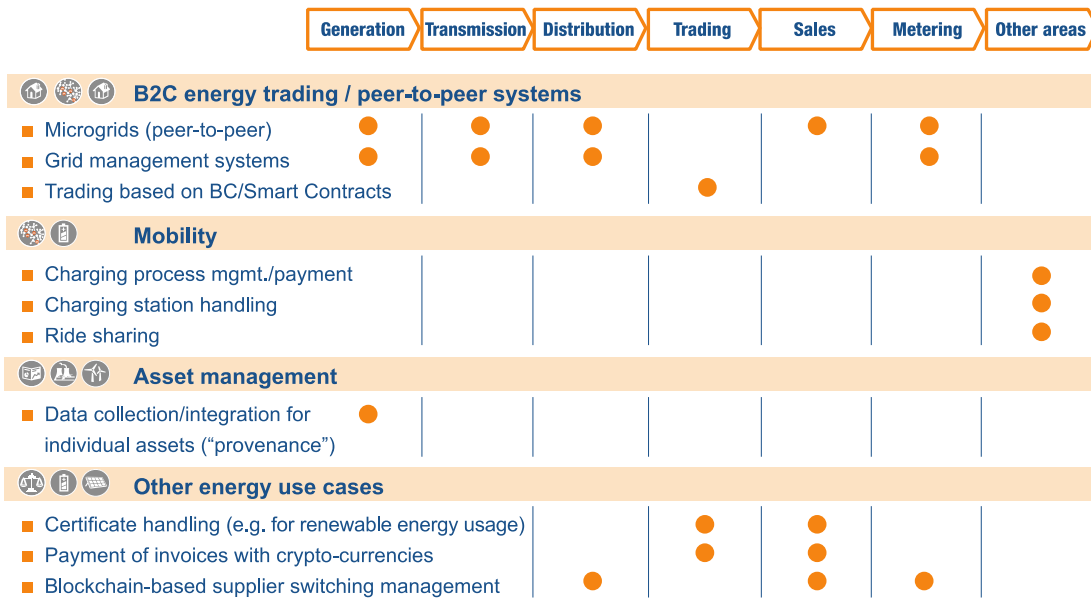 Generation Transmission Distribution Trading Sales Metering Other areas
B2C energy trading / peer-to-peer systems
Microgrids (peer-to-peer)
Grid management systems
Trading based on BC/Smart Contracts
Mobility
Charging process mgmt./payment
Charging station handling
Ride sharing
Asset management
Data collection/integration for
individual assets (“provenance”)
Other energy use cases
Certificate handling (e.g. for renewable energy usage)
Payment of invoices with crypto-currencies
Blockchain-based supplier switching management